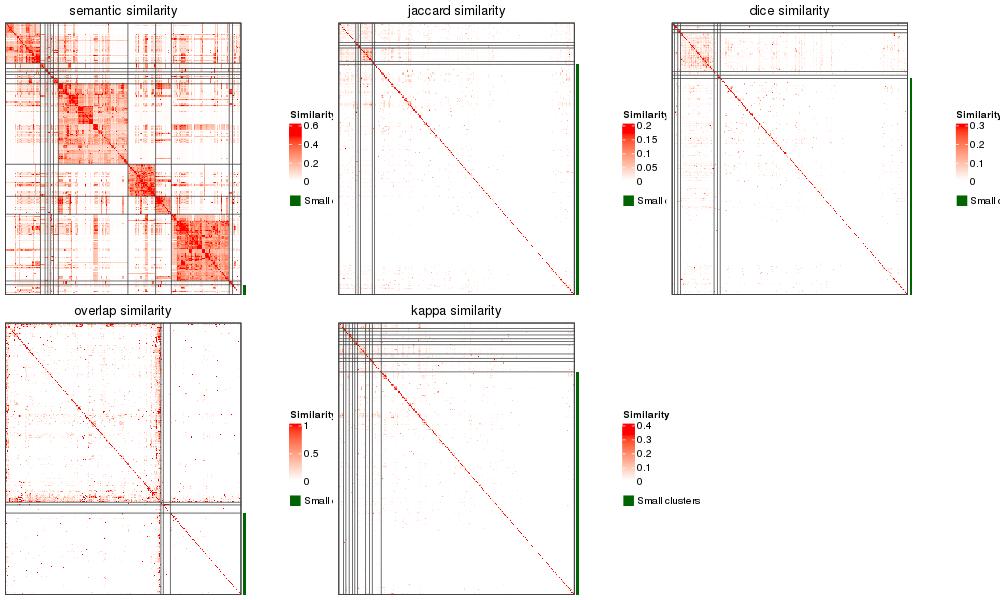 semantic similarity
jaccard similarity
dice similarity
Similarity
0.6
0.4
0.2
0
Small c
Similarity
0.2
0.15
0.1
0.05
0
Small c
Similarity
0.3
0.2
0.1
0
Small c
overlap similarity
kappa similarity
Similarity
1
0.5
0
Small c
Similarity
0.4
0.3
0.2
0.1
0
Small clusters